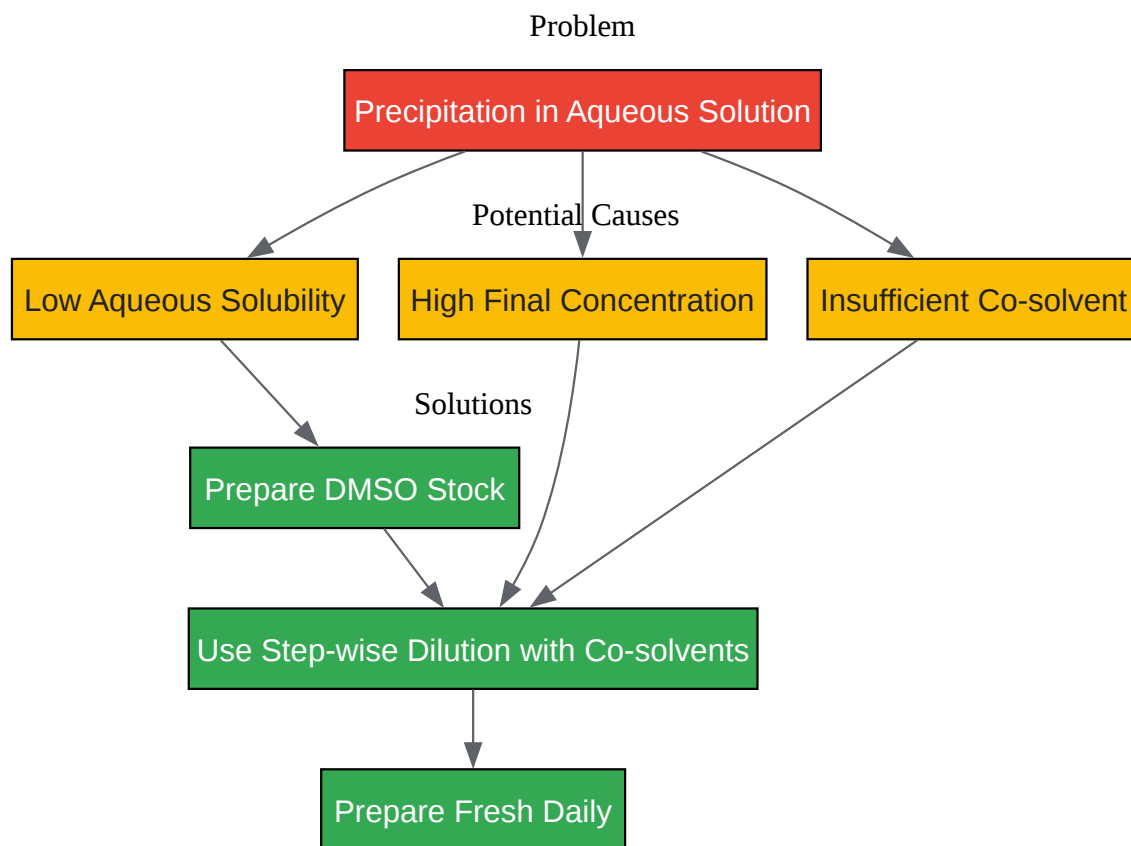 Problem
Precipitation in Aqueous Solution
Potential Causes
Low Aqueous Solubility
High Final Concentration
Insufficient Co-solvent
Solutions
Prepare DMSO Stock
Use Step-wise Dilution with Co-solvents
Prepare Fresh Daily